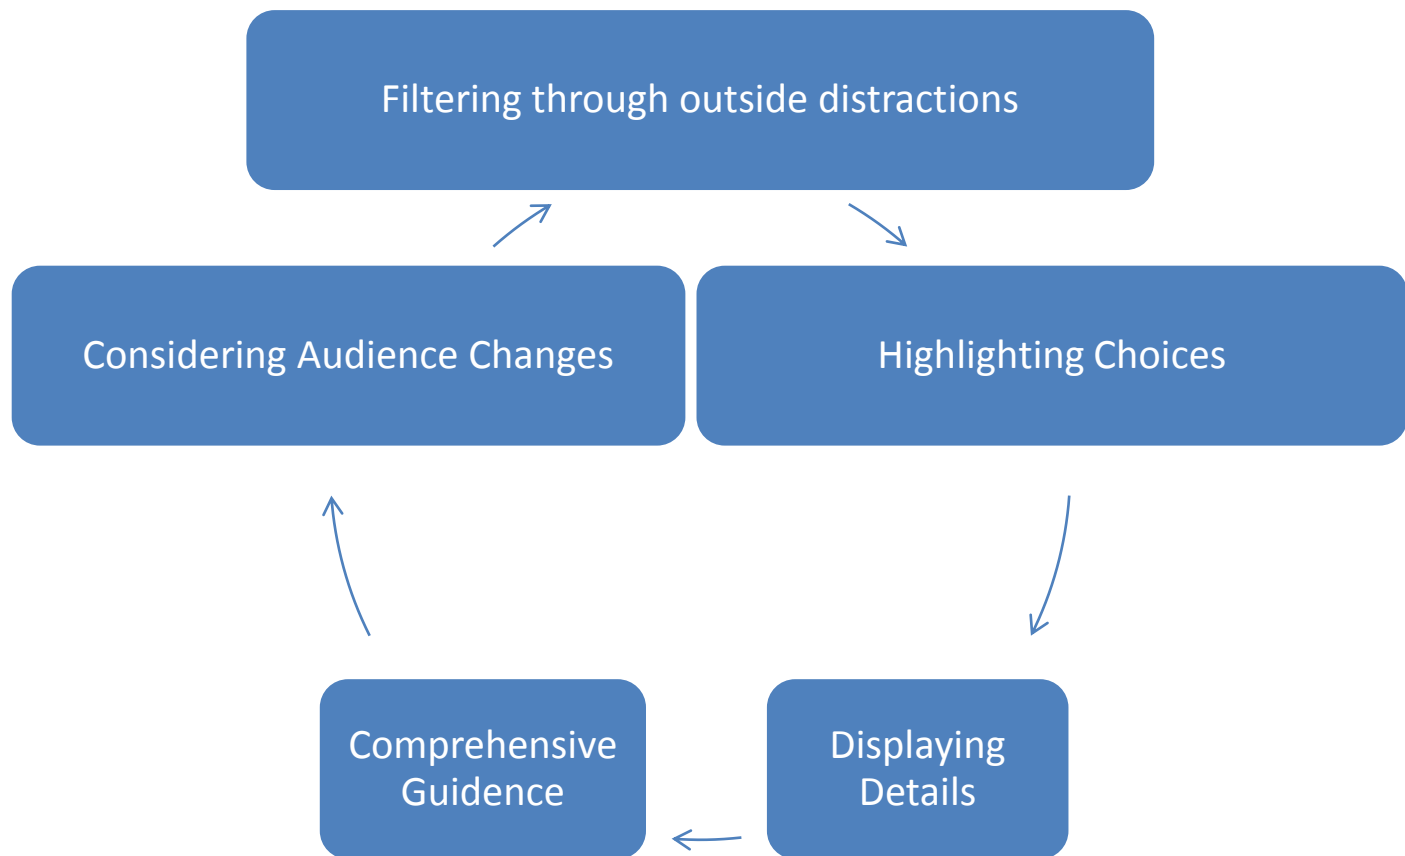 Filtering through outside distractions
Considering Audience Changes
Highlighting Choices
Comprehensive
Guidence
Displaying
Details